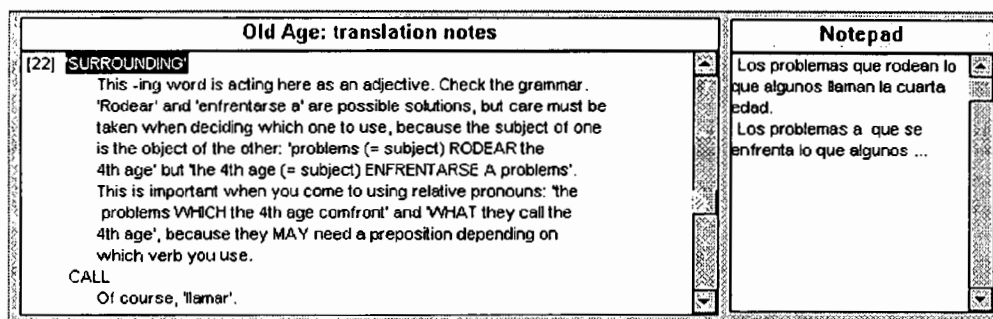 Old Age: translation notes
[22] 'SURROUNDING'
This -ing word is acting here as an adjective. Check the grammar.
'Rodear' and 'enfrentarse a' are possible solutions, but care must be
taken when deciding which one to use, because the subject of one
is the object of the other: 'problems (= subject) RODEAR the
4th age' but 'the 4th age (= subject) ENFRENTARSE A problems'.
This is important when you come to using relative pronouns: 'the
problems WHICH the 4th age comfront' and 'WHAT they call the
4th age', because they MAY need a preposition depending on
which verb you use.
CALL
Of course, 'llamar'.
Notepad
Los problemas que rodean lo
que algunos llaman la cuarta
edad.
Los problemas a que se
enfrenta lo que algunos ...